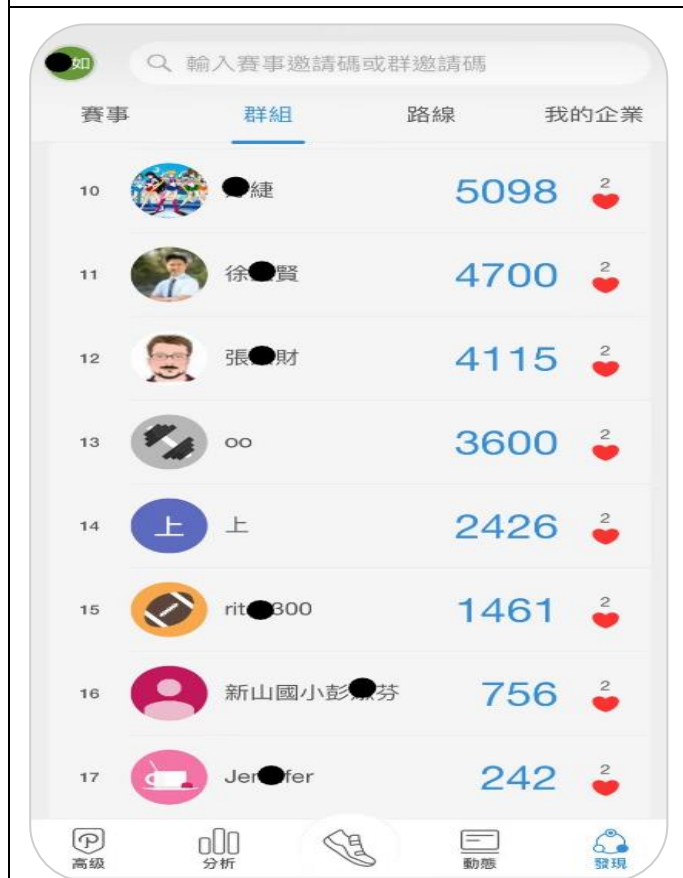 如
輸入賽事邀請碼或群邀請碼
賽事 群組 路線 我的企業
10 緁 5098 2
11 徐 賢 4700 2
12 張 財 4115 2
13 oo 3600 2
14 上 上 2426 2
15 rit 300 1461 2
16 新山國小彭 芬 756 2
17 Jen fer 242 2
高級 分析 動態 發現